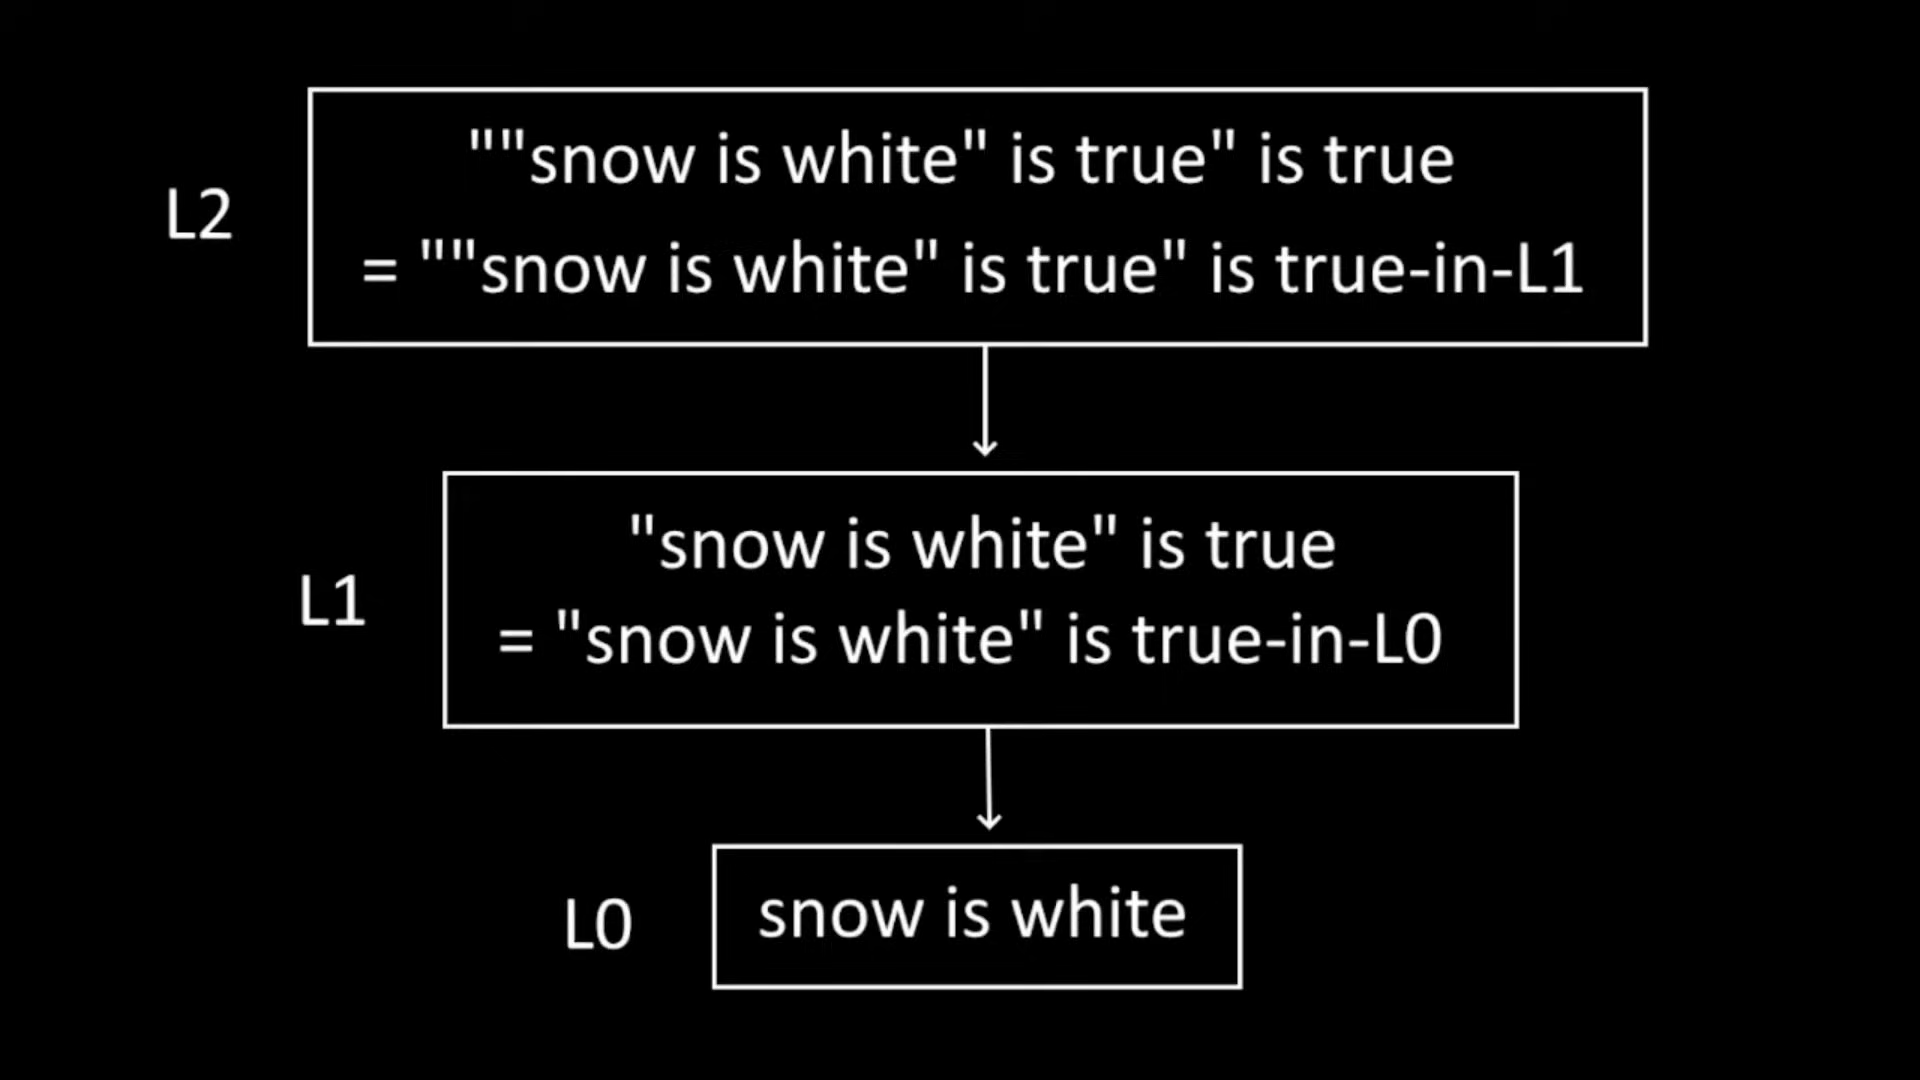 ""snow is white" is true" is true
L2
= ""snow is white" is true" is true-in-L1
"snow is white" is true
L1
= "snow is white" is true-in-L0
L0
snow is white